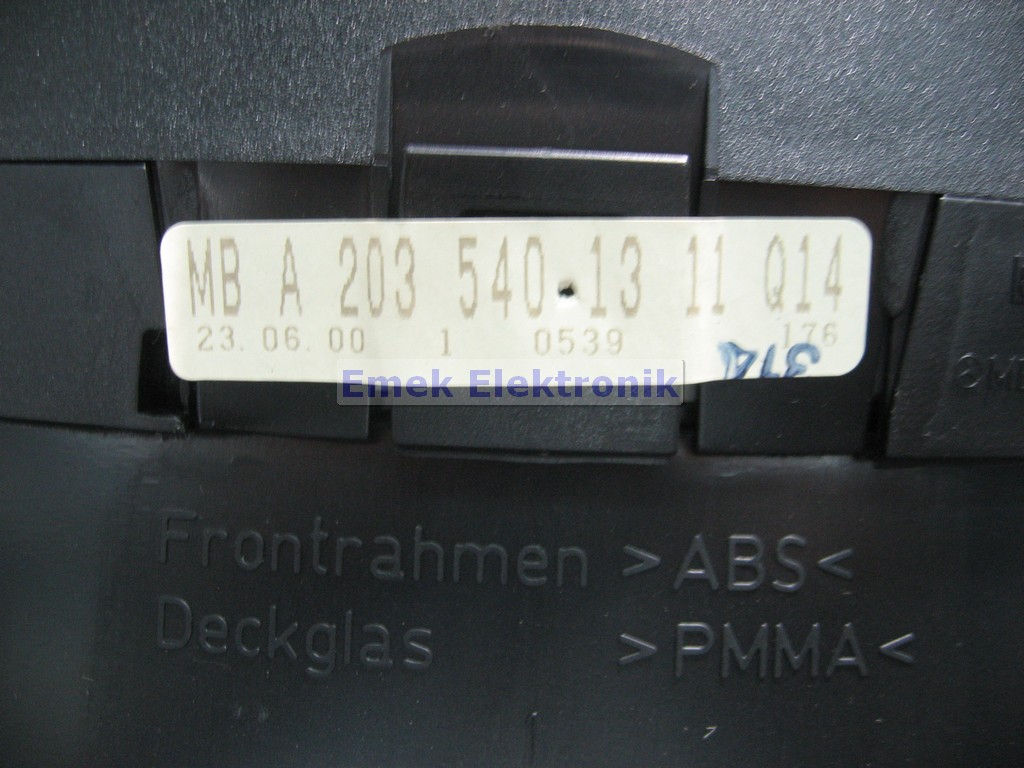 MB A 203 540 13 11 Q14
23.06.00 1 0539 176
Emek Elektronik
Frontrahmen >ABS<
Deckglas >PMMA<